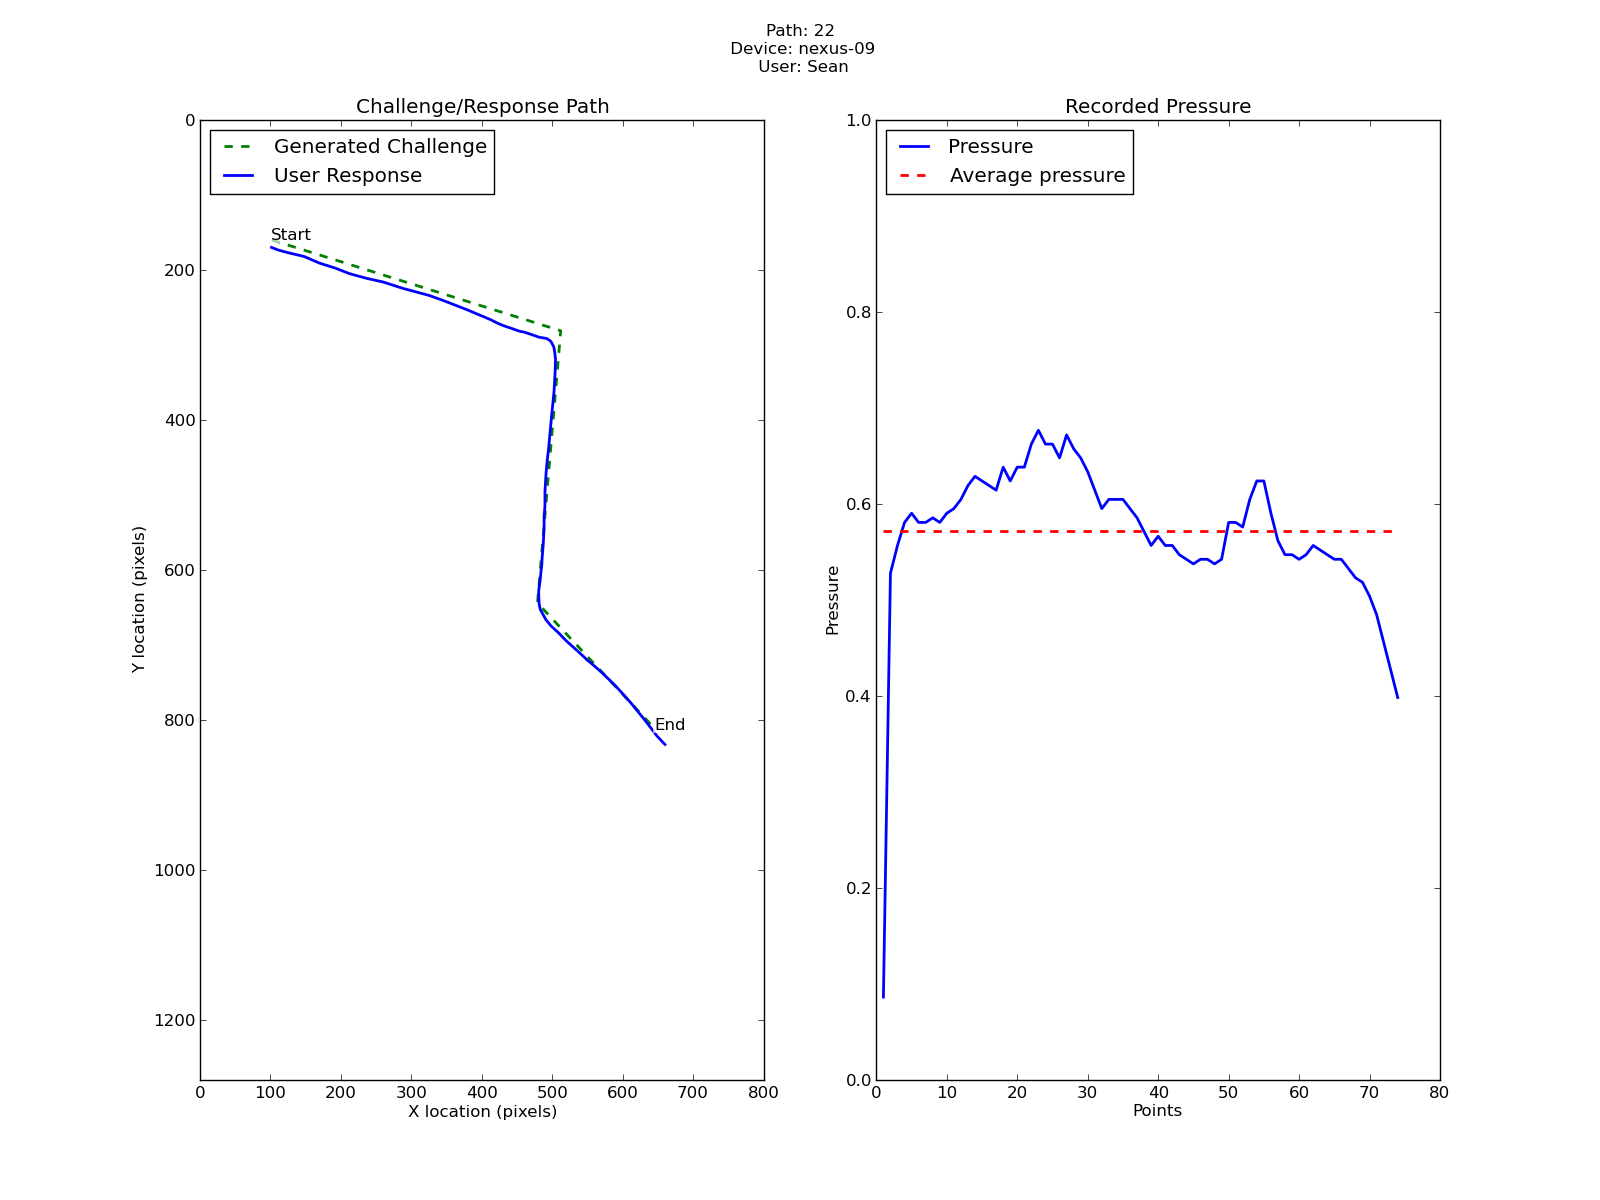 Path: 22
Device: nexus-09
User: Sean
Challenge/Response Path
Generated Challenge
User Response
Start
End
0
200
400
600
800
1000
1200
Y location (pixels)
0 100 200 300 400 500 600 700 800
X location (pixels)
Recorded Pressure
Pressure
Average pressure
1.0
0.8
0.6
0.4
0.2
0.0
Pressure
0 10 20 30 40 50 60 70 80
Points